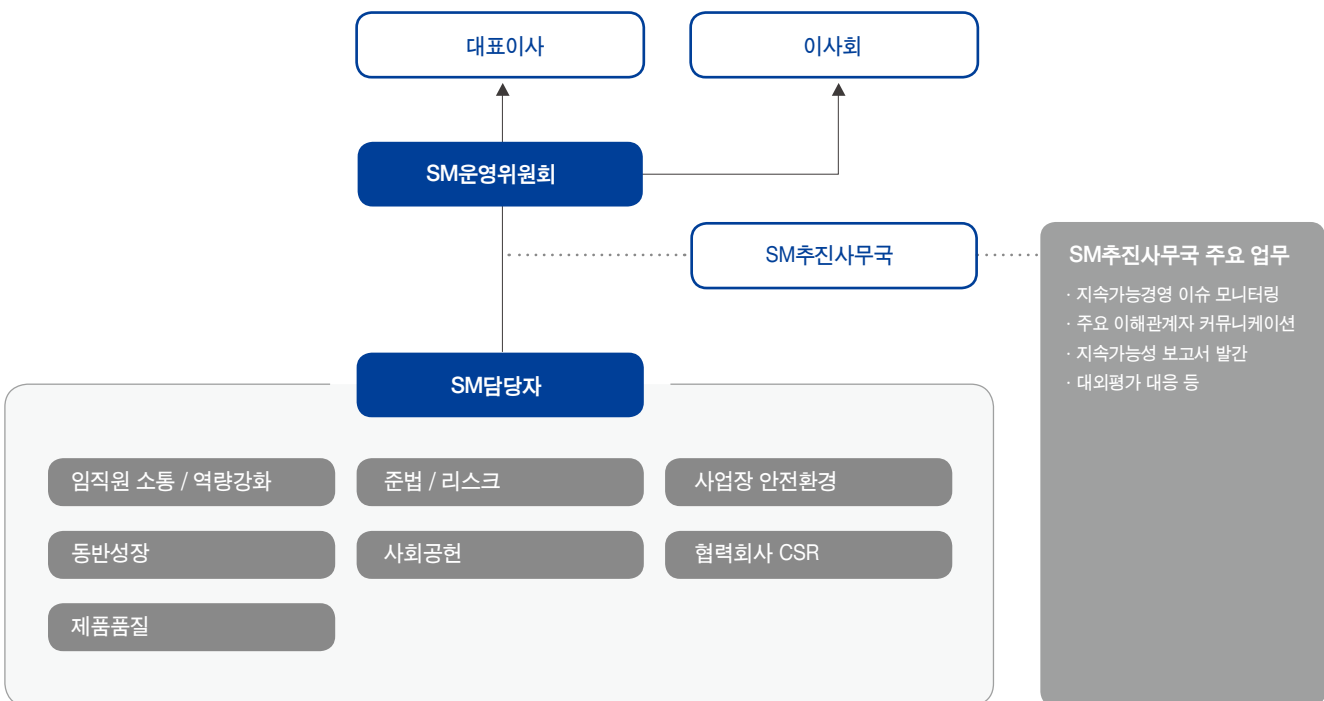 대표이사
이사회
SM운영위원회
SM추진사무국
SM추진사무국 주요 업무
· 지속가능경영 이슈 모니터링
· 주요 이해관계자 커뮤니케이션
· 지속가능성 보고서 발간
· 대외평가 대응 등
SM담당자
임직원 소통 / 역량강화
준법 / 리스크
사업장 안전환경
동반성장
사회공헌
협력회사 CSR
제품품질